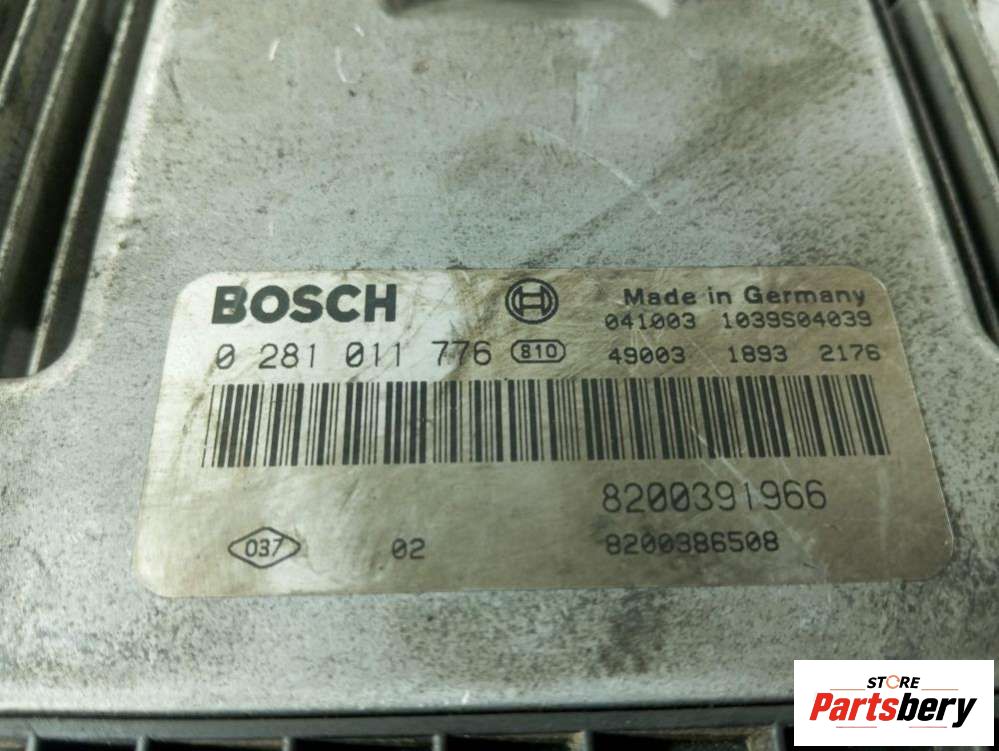 BOSCH Made in Germany
041003 1039S04039
0 281 011 776 810 49003 1893 2176
8200391966
037 02 8200386508
STORE
Partsbery